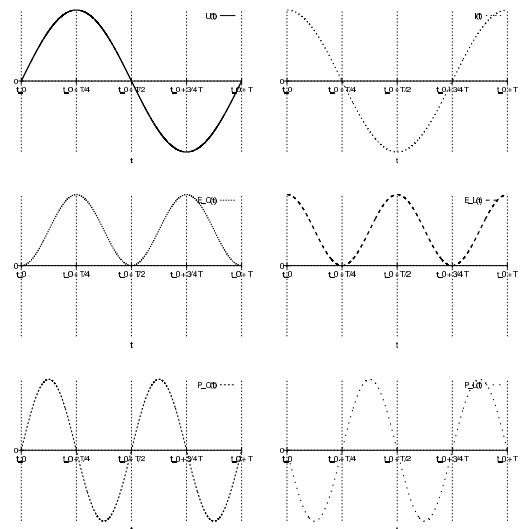 U(t) I(t)
0 0
t_0 t_0 + T/4 t_0 + T/2 t_0 + 3/4 T t_0 + T t_0 t_0 + T/4 t_0 + T/2 t_0 + 3/4 T t_0 + T
t t
E_C(t) E_L(t)
0 0
t_0 t_0 + T/4 t_0 + T/2 t_0 + 3/4 T t_0 + T t_0 t_0 + T/4 t_0 + T/2 t_0 + 3/4 T t_0 + T
t t
P_C(t) P_L(t)
0 0
t_0 t_0 + T/4 t_0 + T/2 t_0 + 3/4 T t_0 + T t_0 t_0 + T/4 t_0 + T/2 t_0 + 3/4 T t_0 + T